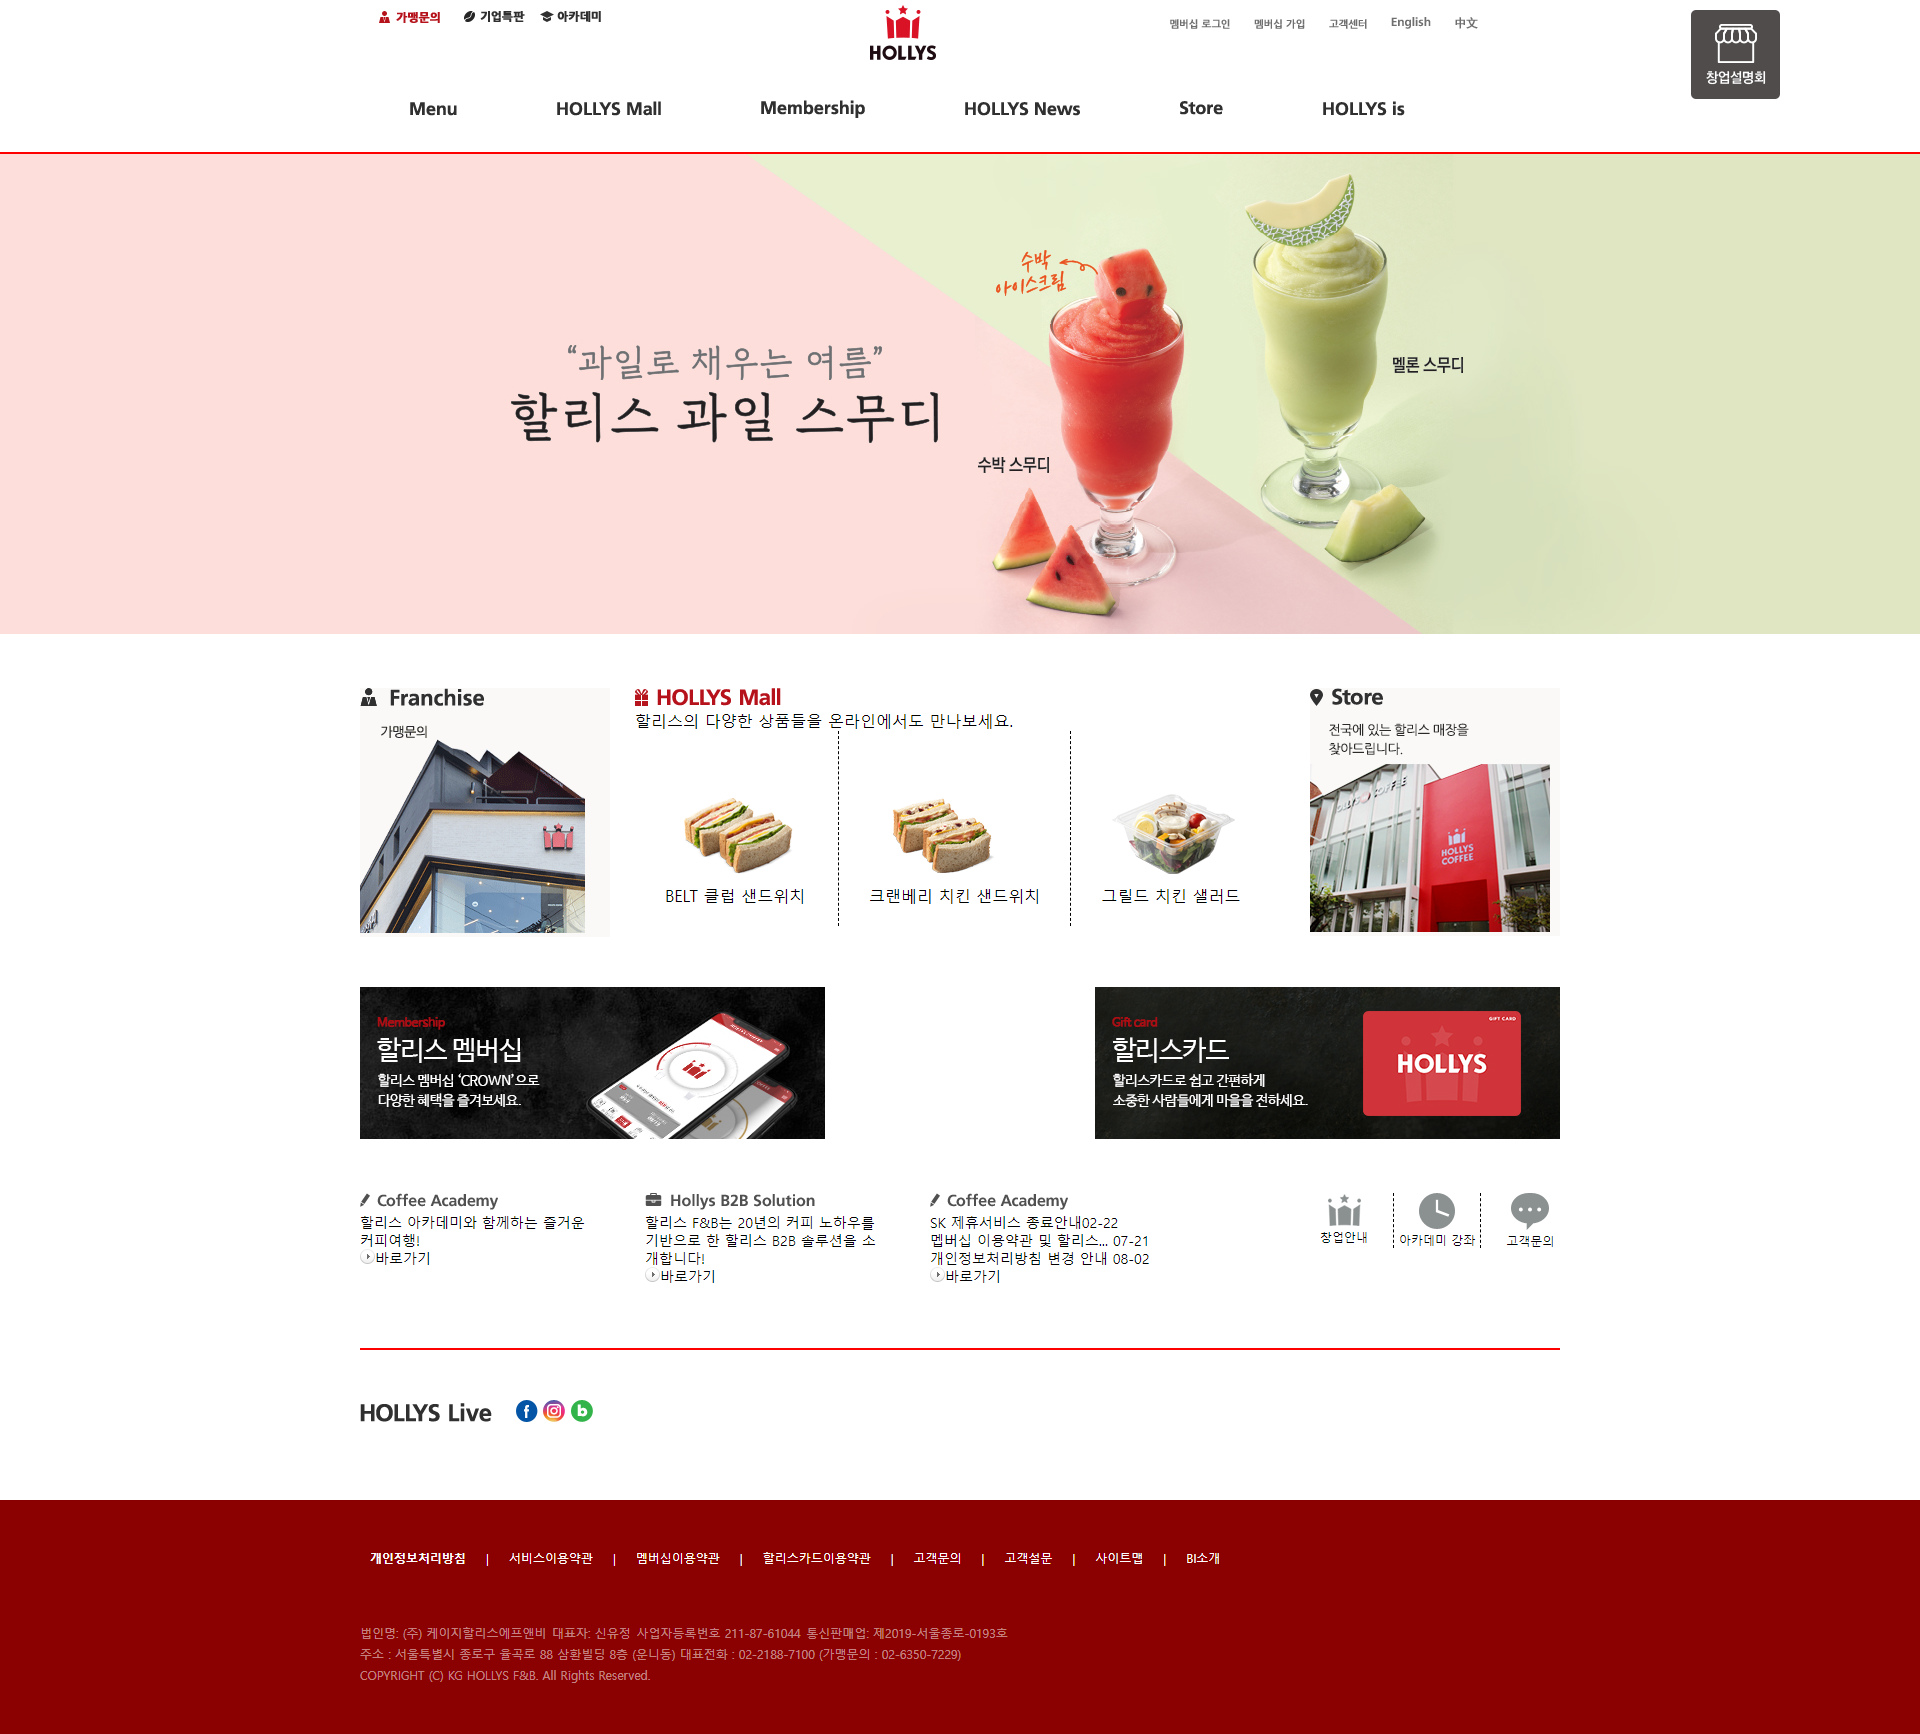 가맹문의 기업특판 아카데미
HOLLYS
멤버십 로그인 멤버십 가입 고객센터 English 中文
창업설명회
Menu HOLLYS Mall Membership HOLLYS News Store HOLLYS is
수박
아이스크림
“과일로 채우는 여름”
할리스 과일 스무디
멜론 스무디
수박 스무디
Franchise
가맹문의
HOLLYS Mall
할리스의 다양한 상품들을 온라인에서도 만나보세요.
BELT 클럽 샌드위치
크랜베리 치킨 샌드위치
그릴드 치킨 샐러드
Store
전국에 있는 할리스 매장을
찾아드립니다.
HOLLYS
COFFEE
Membership
할리스 멤버십
할리스 멤버십 ‘CROWN’으로
다양한 혜택을 즐겨보세요.
Gift card
할리스카드
할리스카드로 쉽고 간편하게
소중한 사람들에게 마을을 전하세요.
GIFT CARD
HOLLYS
Coffee Academy
할리스 아카데미와 함께하는 즐거운
커피여행!
바로가기
Hollys B2B Solution
할리스 F&B는 20년의 커피 노하우를
기반으로 한 할리스 B2B 솔루션을 소
개합니다!
바로가기
Coffee Academy
SK 제휴서비스 종료안내02-22
멥버십 이용약관 및 할리스... 07-21
개인정보처리방침 변경 안내 08-02
바로가기
창업안내
아카데미 강좌
고객문의
HOLLYS Live
개인정보처리방침 | 서비스이용약관 | 멤버십이용약관 | 할리스카드이용약관 | 고객문의 | 고객설문 | 사이트맵 | BI소개
법인명: (주) 케이지할리스에프앤비 대표자: 신유정 사업자등록번호 211-87-61044 통신판매업: 제2019-서울종로-0193호
주소 : 서울특별시 종로구 율곡로 88 삼환빌딩 8층 (운니동) 대표전화 : 02-2188-7100 (가맹문의 : 02-6350-7229)
COPYRIGHT (C) KG HOLLYS F&B. All Rights Reserved.